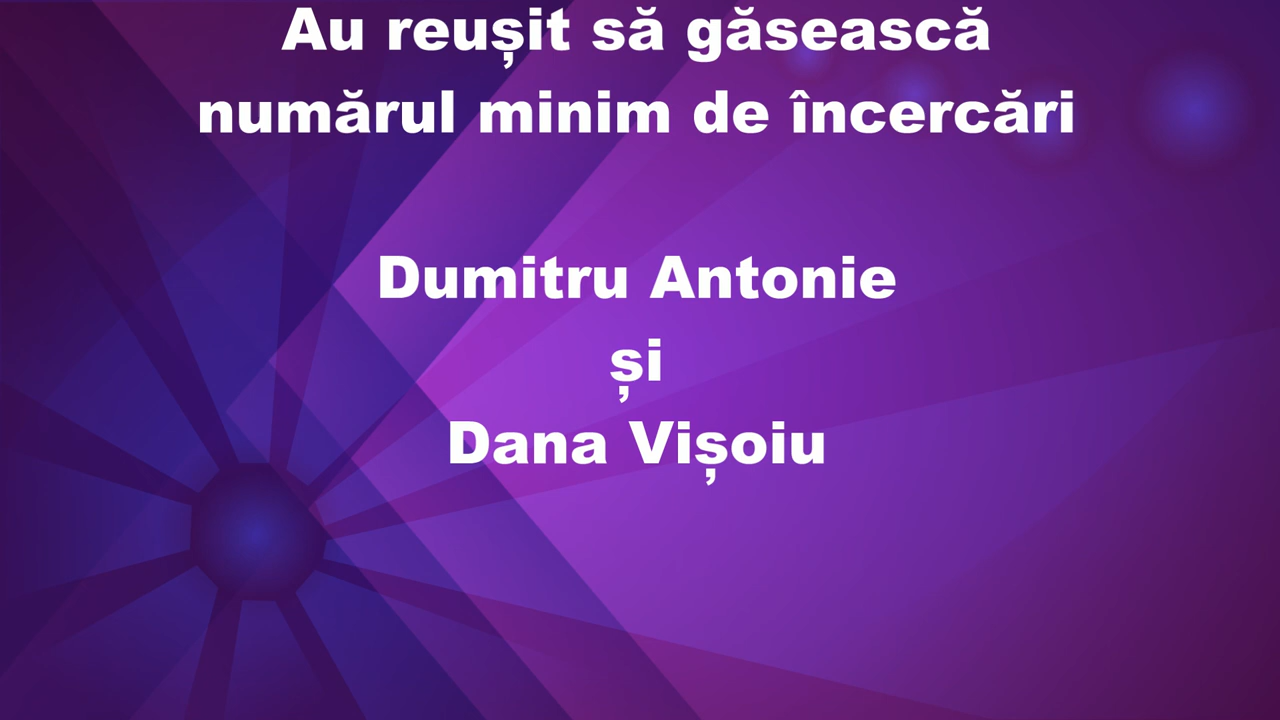 Au reușit să găsească
numărul minim de încercări
Dumitru Antonie
și
Dana Vișoiu